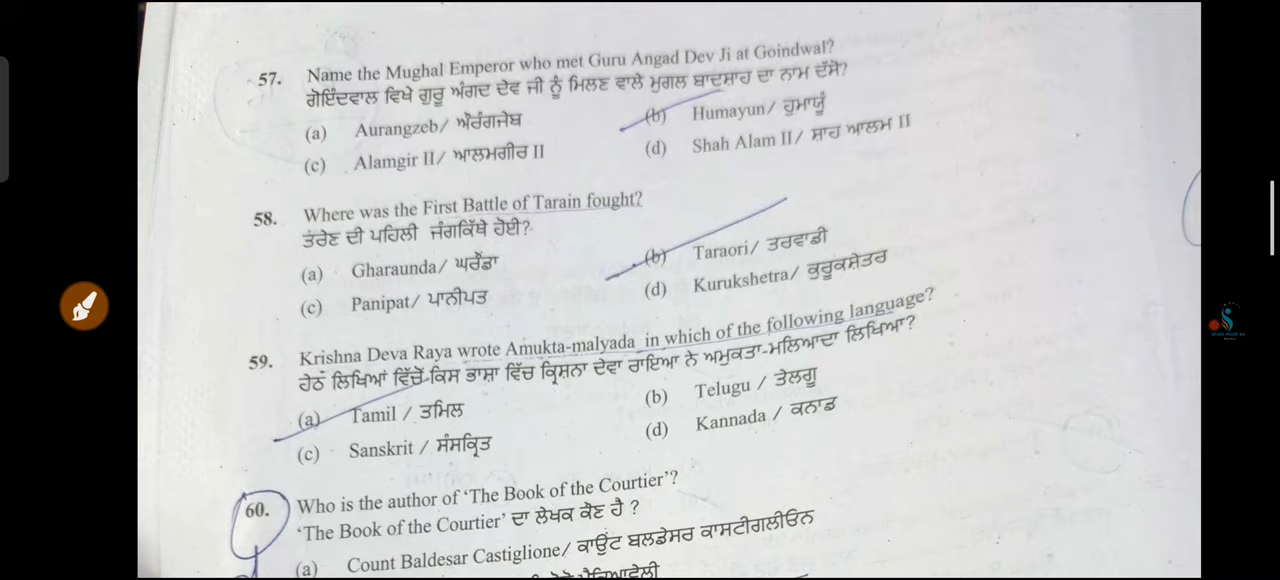 57. Name the Mughal Emperor who met Guru Angad Dev Ji at Goindwal?
ਗੋਇੰਦਵਾਲ ਵਿਖੇ ਗੁਰੂ ਅੰਗਦ ਦੇਵ ਜੀ ਨੂੰ ਮਿਲਣ ਵਾਲੇ ਮੁਗਲ ਬਾਦਸ਼ਾਹ ਦਾ ਨਾਮ ਦੱਸੋ?
(a) Aurangzeb/ ਔਰੰਗਜੇਬ (b) Humayun/ ਹੁਮਾਯੂੰ
(c) Alamgir II/ ਆਲਮਗੀਰ II (d) Shah Alam II/ ਸ਼ਾਹ ਆਲਮ II
58. Where was the First Battle of Tarain fought?
ਤਰੈਣ ਦੀ ਪਹਿਲੀ ਜੰਗਕਿੱਥੇ ਹੋਈ?
(a) Gharaunda/ ਘਰੌਂਡਾ (b) Taraori/ ਤਰਾਵਾਡੀ
(c) Panipat/ ਪਾਨੀਪਤ (d) Kurukshetra/ ਕੁਰੂਕਸ਼ੇਤਰ
59. Krishna Deva Raya wrote Amukta-malyada in which of the following language?
ਹੇਠਾਂ ਲਿਖਿਆਂ ਵਿੱਚੋਂ ਕਿਸ ਭਾਸ਼ਾ ਵਿੱਚ ਕ੍ਰਿਸ਼ਨਾ ਦੇਵਾ ਰਾਇਆ ਨੇ ਅਮੁਕਤਾ-ਮਲਿਆਦਾ ਲਿਖਿਆ?
(a) Tamil / ਤਮਿਲ (b) Telugu / ਤੇਲਗੂ
(c) Sanskrit / ਸੰਸਕ੍ਰਿਤ (d) Kannada / ਕਨਾਡ
60. Who is the author of ‘The Book of the Courtier’?
‘The Book of the Courtier’ ਦਾ ਲੇਖਕ ਕੋਣ ਹੈ ?
(a) Count Baldesar Castiglione/ ਕਾਉਂਟ ਬਲਡੇਸਰ ਕਾਸਟੀਗਲੀਓਨ